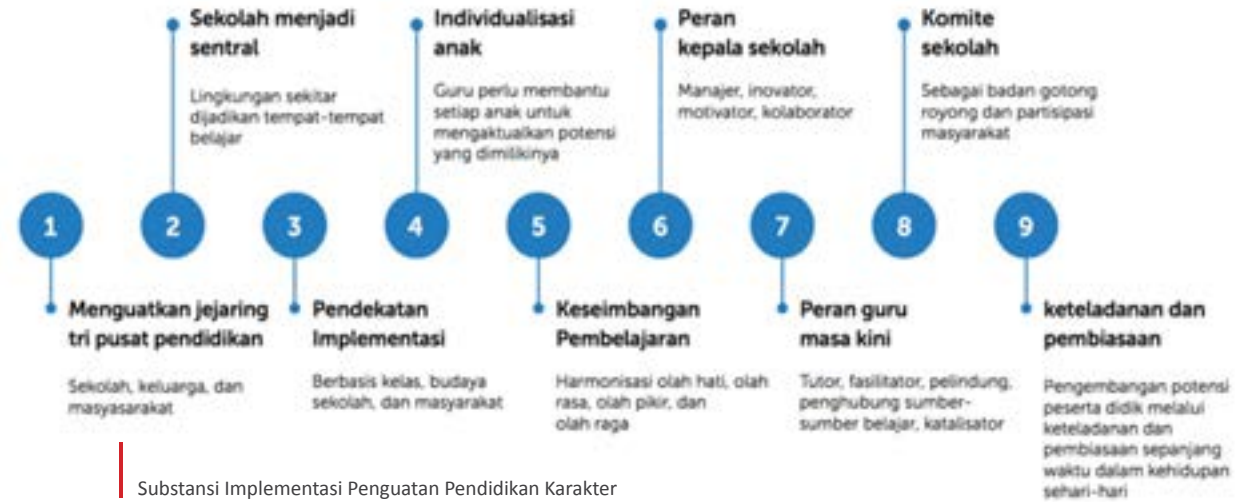 1
Menguatkan jejaring
tri pusat pendidikan
Sekolah, keluarga, dan
masyasarakat
2
Sekolah menjadi
sentral
Lingkungan sekitar
dijadikan tempat-tempat
belajar
3
Pendekatan
Implementasi
Berbasis kelas, budaya
sekolah, dan masyarakat
4
Individualisasi
anak
Guru perlu membantu
setiap anak untuk
mengaktualkan potensi
yang dimilikinya
5
Keseimbangan
Pembelajaran
Harmonisasi olah hati, olah
rasa, olah pikir, dan
olah raga
6
Peran
kepala sekolah
Manajer, inovator,
motivator, kolaborator
7
Peran guru
masa kini
Tutor, fasilitator, pelindung,
penghubung sumber-
sumber belajar, katalisator
8
Komite
sekolah
Sebagai badan gotong
royong dan partisipasi
masyarakat
9
keteladanan dan
pembiasaan
Pengembangan potensi
peserta didik melalui
keteladanan dan
pembiasaan sepanjang
waktu dalam kehidupan
sehari-hari
Substansi Implementasi Penguatan Pendidikan Karakter